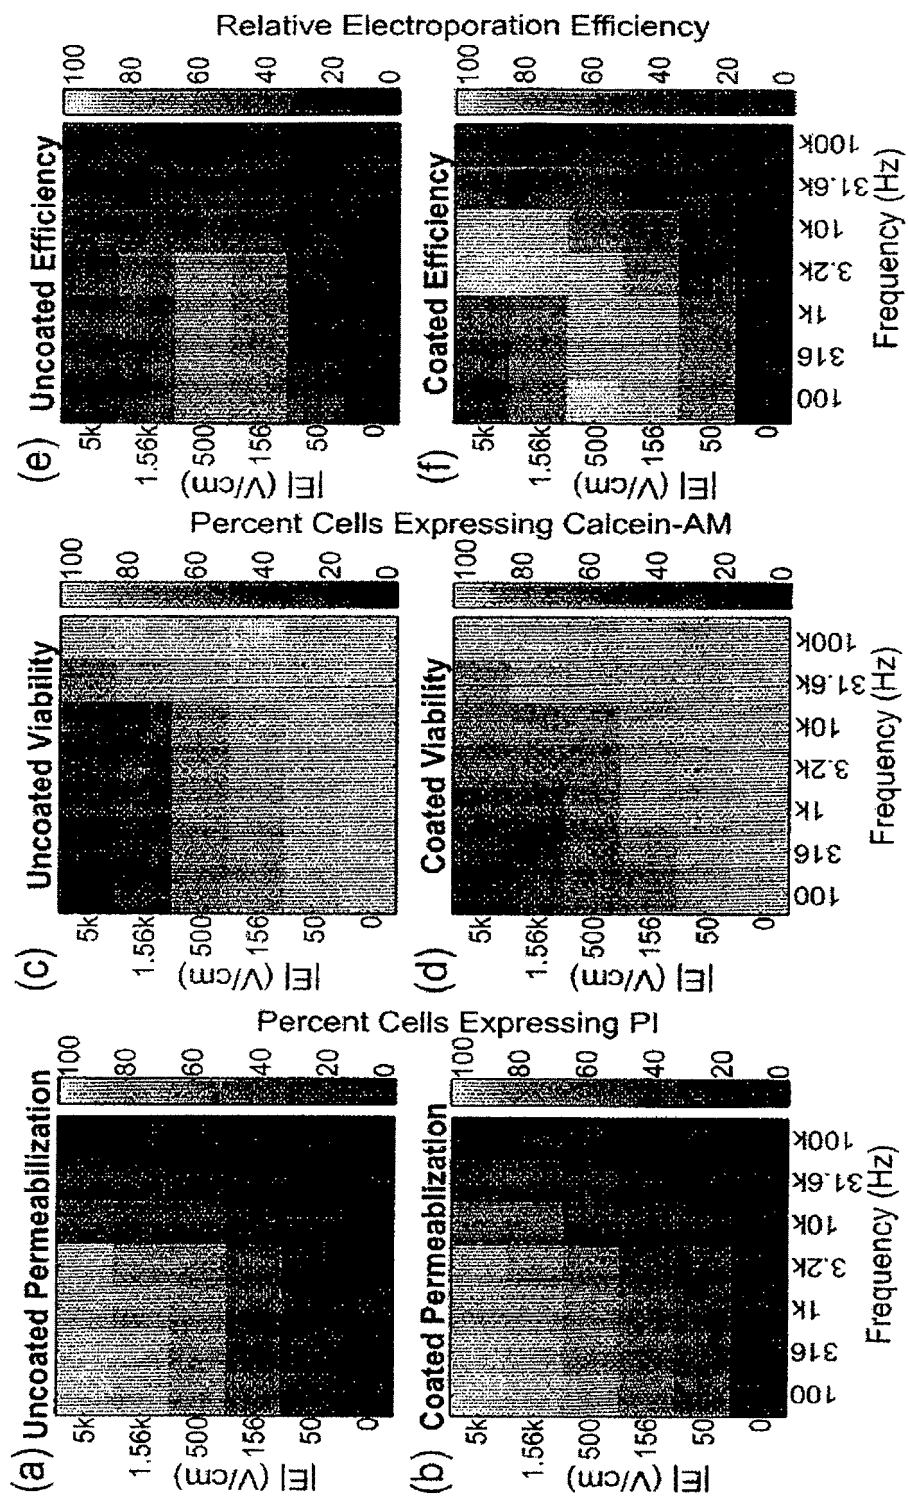 (a) Uncoated Permeabilization
5k
1.56k
500
156
50
0
|E| (V/cm)
100
80
60
40
20
0
Percent Cells Expressing PI
(b) Coated Permeablization
5k
1.56k
500
156
50
0
|E| (V/cm)
100
316
1k
3.2k
10k
31.6k
100k
Frequency (Hz)
100
80
60
40
20
0
(c)
Uncoated Viability
5k
1.56k
500
156
50
0
|E| (V/cm)
100
80
60
40
20
0
Percent Cells Expressing Calcein-AM
(d)
Coated Viability
5k
1.56k
500
156
50
0
|E| (V/cm)
100
316
1k
3.2k
10k
31.6k
100k
Frequency (Hz)
100
80
60
40
20
0
(e)
Uncoated Efficiency
5k
1.56k
500
156
50
0
|E| (V/cm)
100
80
60
40
20
0
Relative Electroporation Efficiency
(f)
Coated Efficiency
5k
1.56k
500
156
50
0
|E| (V/cm)
100
316
1k
3.2k
10k
31.6k
100k
Frequency (Hz)
100
80
60
40
20
0